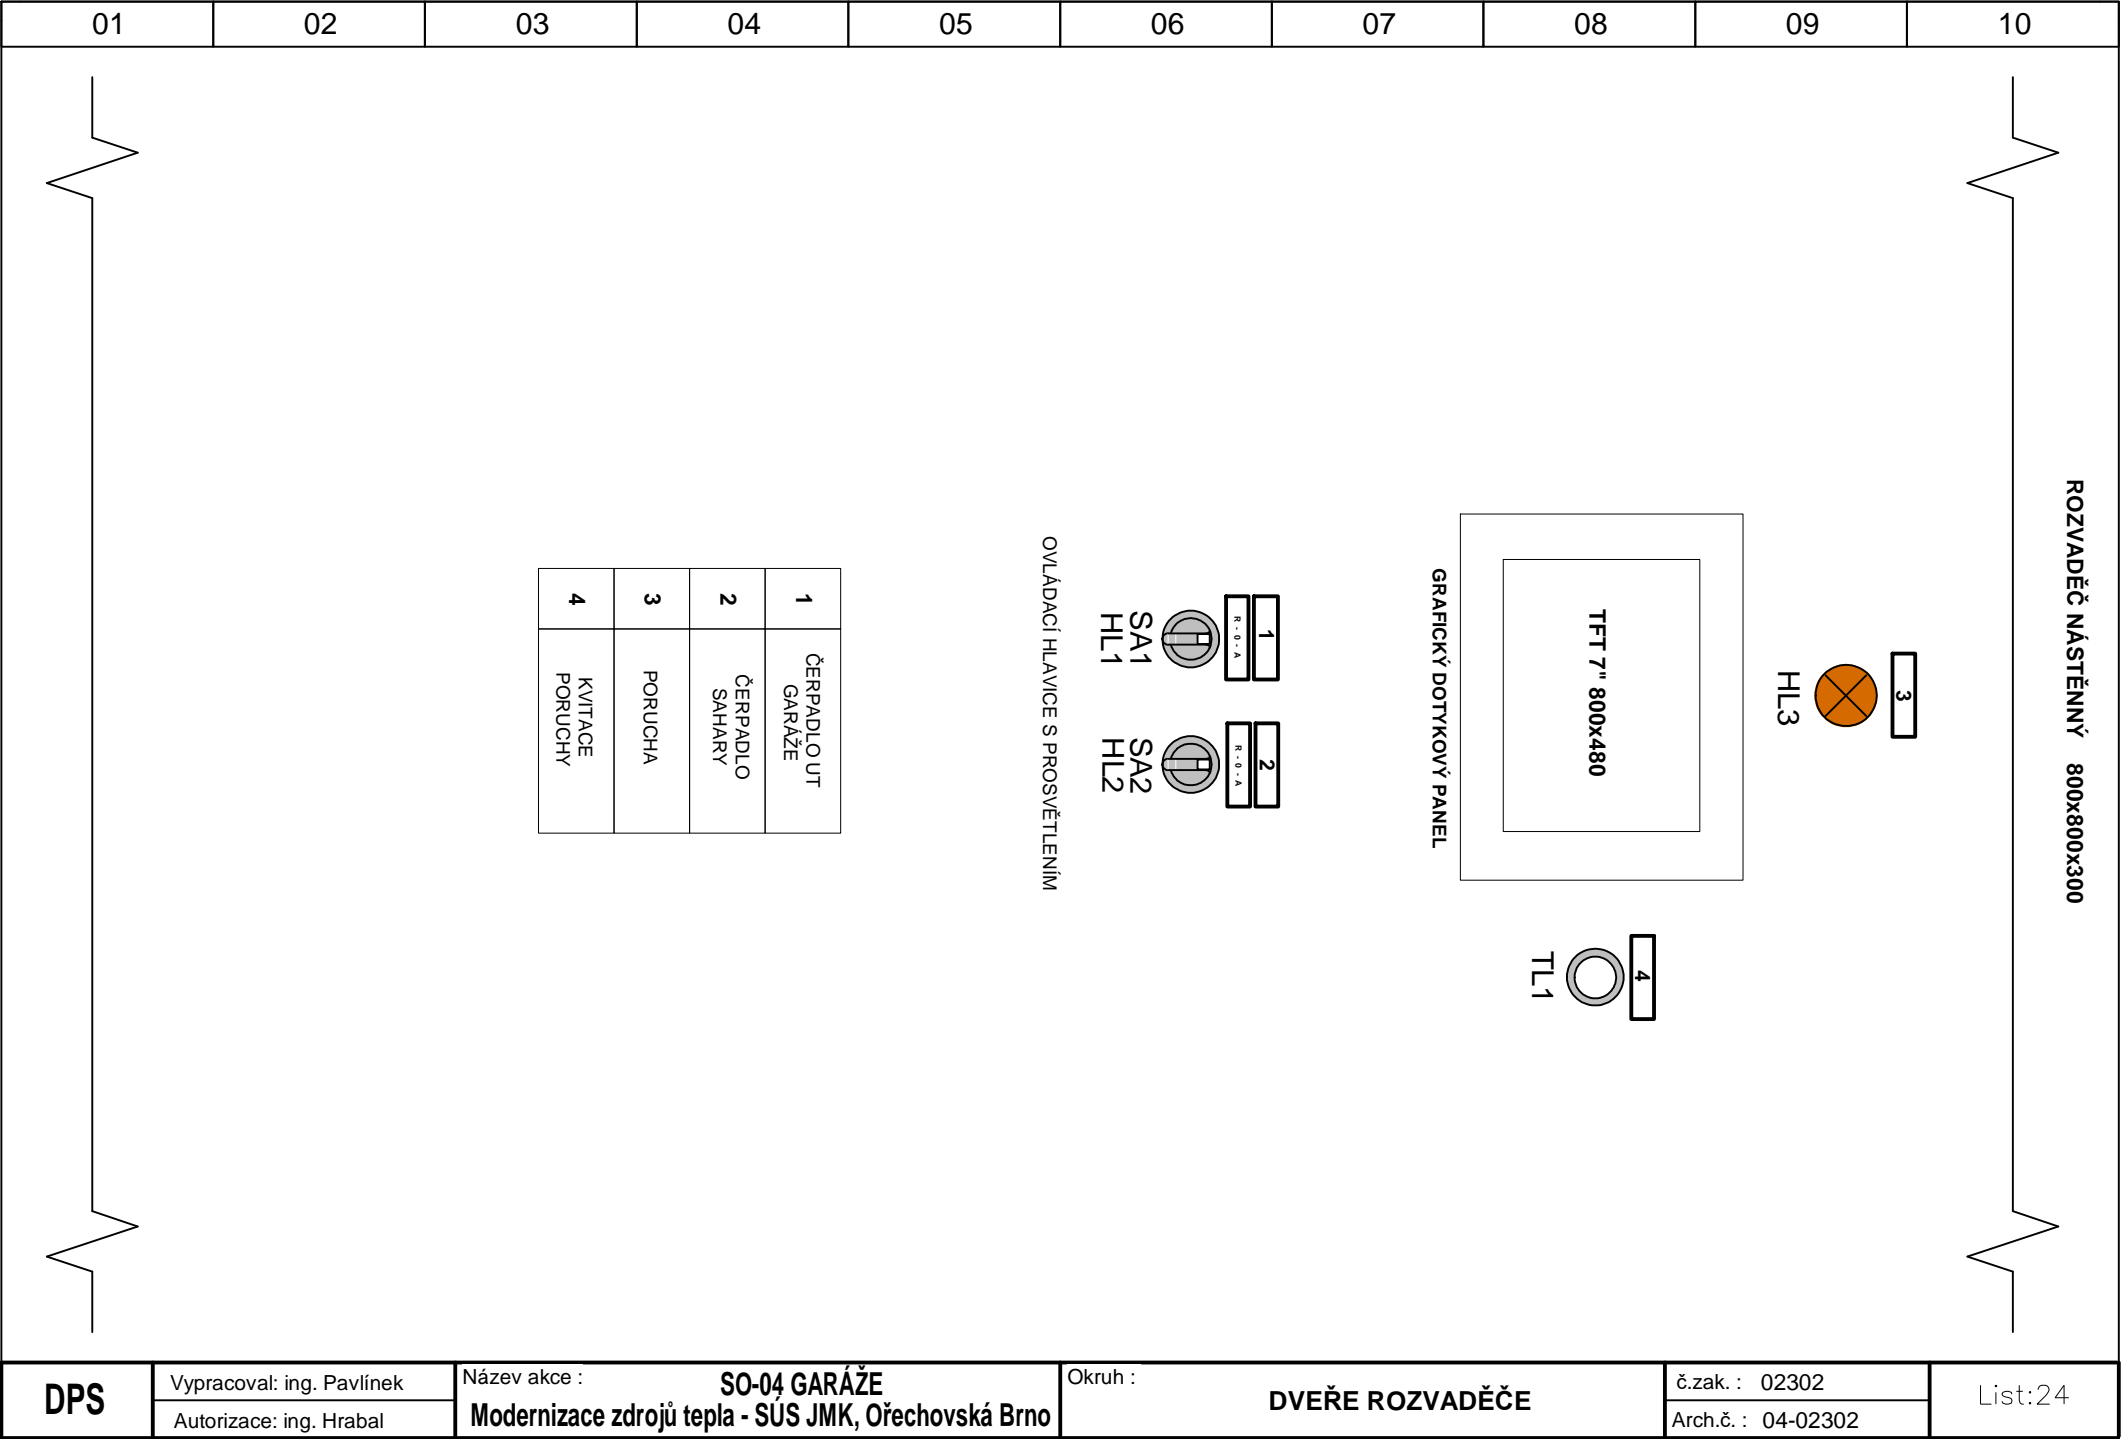 01 02 03 04 05 06 07 08 09 10
ROZVADĚČ NÁSTĚNNÝ 800x800x300
3
HL3
TFT 7" 800x480
GRAFICKÝ DOTYKOVÝ PANEL
4
TL1
1
R - 0 - A
SA1
HL1
2
R - 0 - A
SA2
HL2
OVLÁDACÍ HLAVICE S PROSVĚTLENÍM
1
ČERPADLO UT
GARÁŽE
2
ČERPADLO
SAHARY
3
PORUCHA
4
KVITACE
PORUCHY
DPS
Vypracoval: ing. Pavlínek
Autorizace: ing. Hrabal
Název akce :
SO-04 GARÁŽE
Modernizace zdrojů tepla - SÚS JMK, Ořechovská Brno
Okruh :
DVEŘE ROZVADĚČE
č.zak. : 02302
Arch.č. : 04-02302
List:24